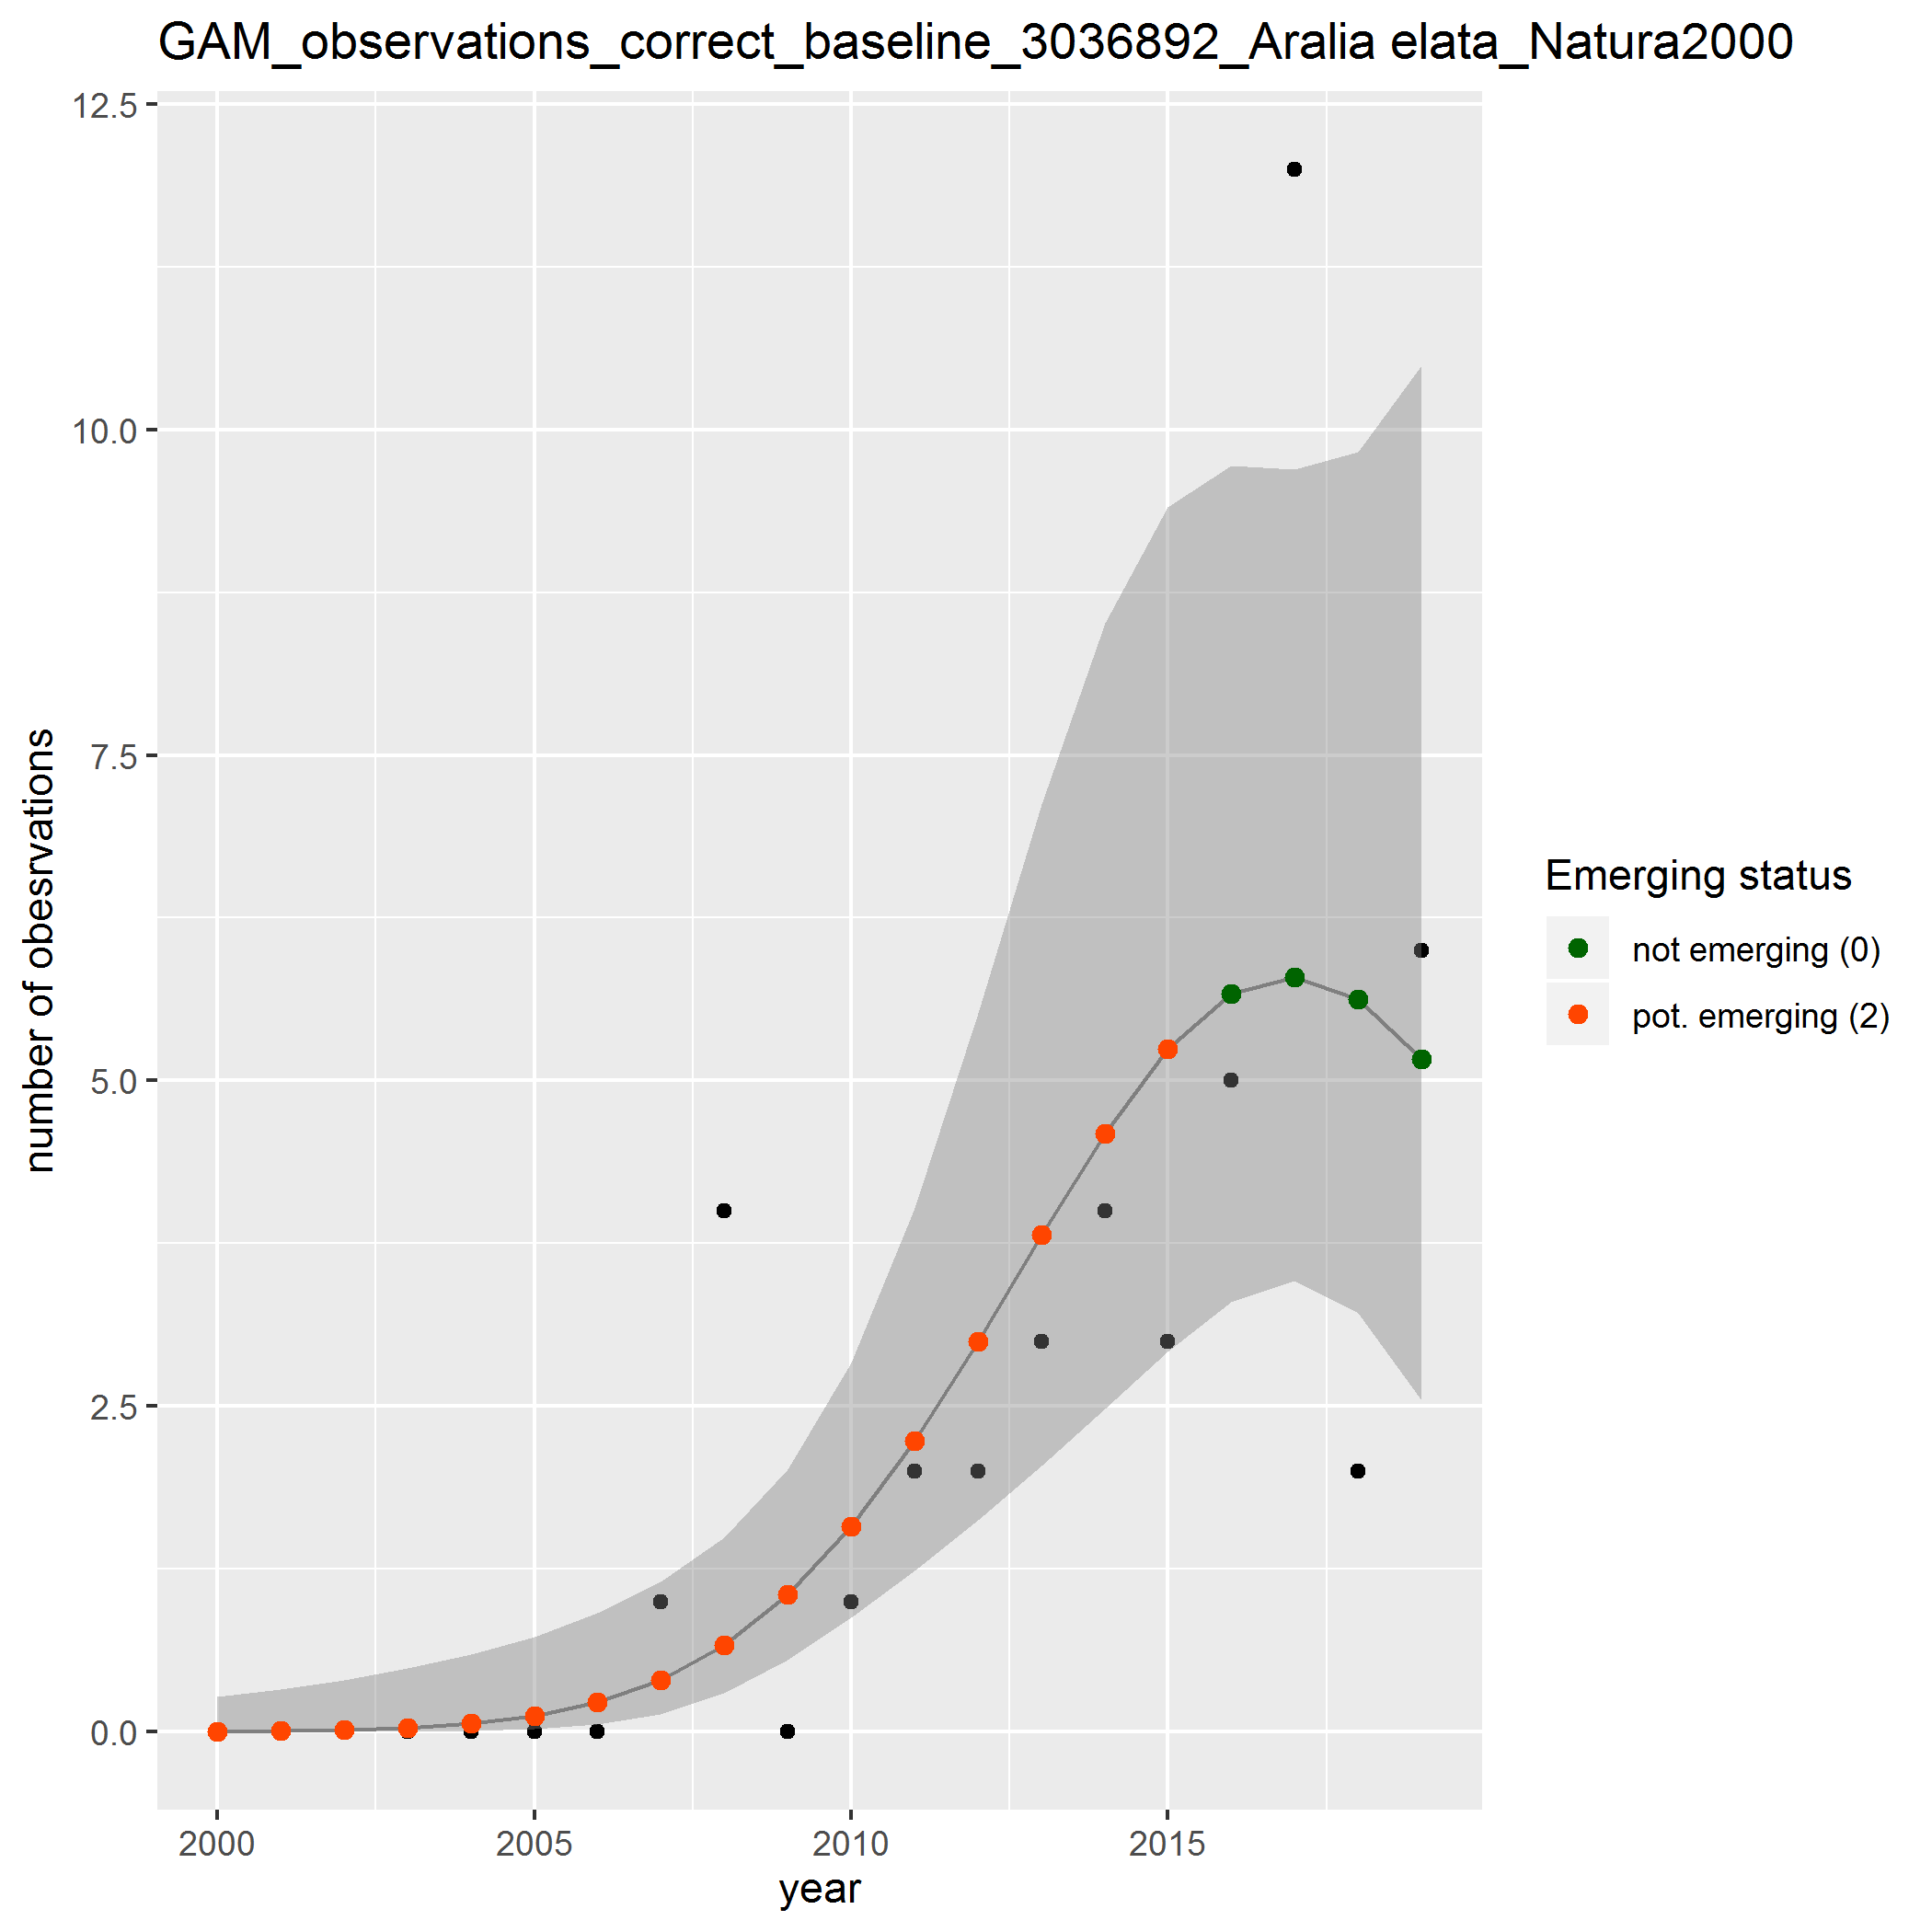 GAM_observations_correct_baseline_3036892_Aralia elata_Natura2000
12.5
10.0
7.5
5.0
2.5
0.0
number of obesrvations
2000
2005
2010
2015
year
Emerging status
not emerging (0)
pot. emerging (2)